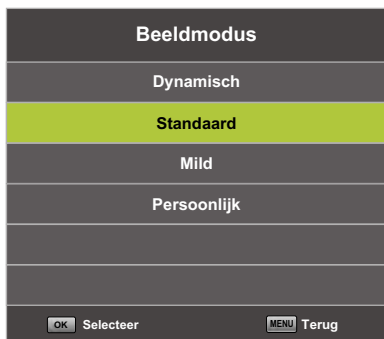 Beeldmodus
Dynamisch
Standaard
Mild
Persoonlijk
OK Selecteer MENU Terug